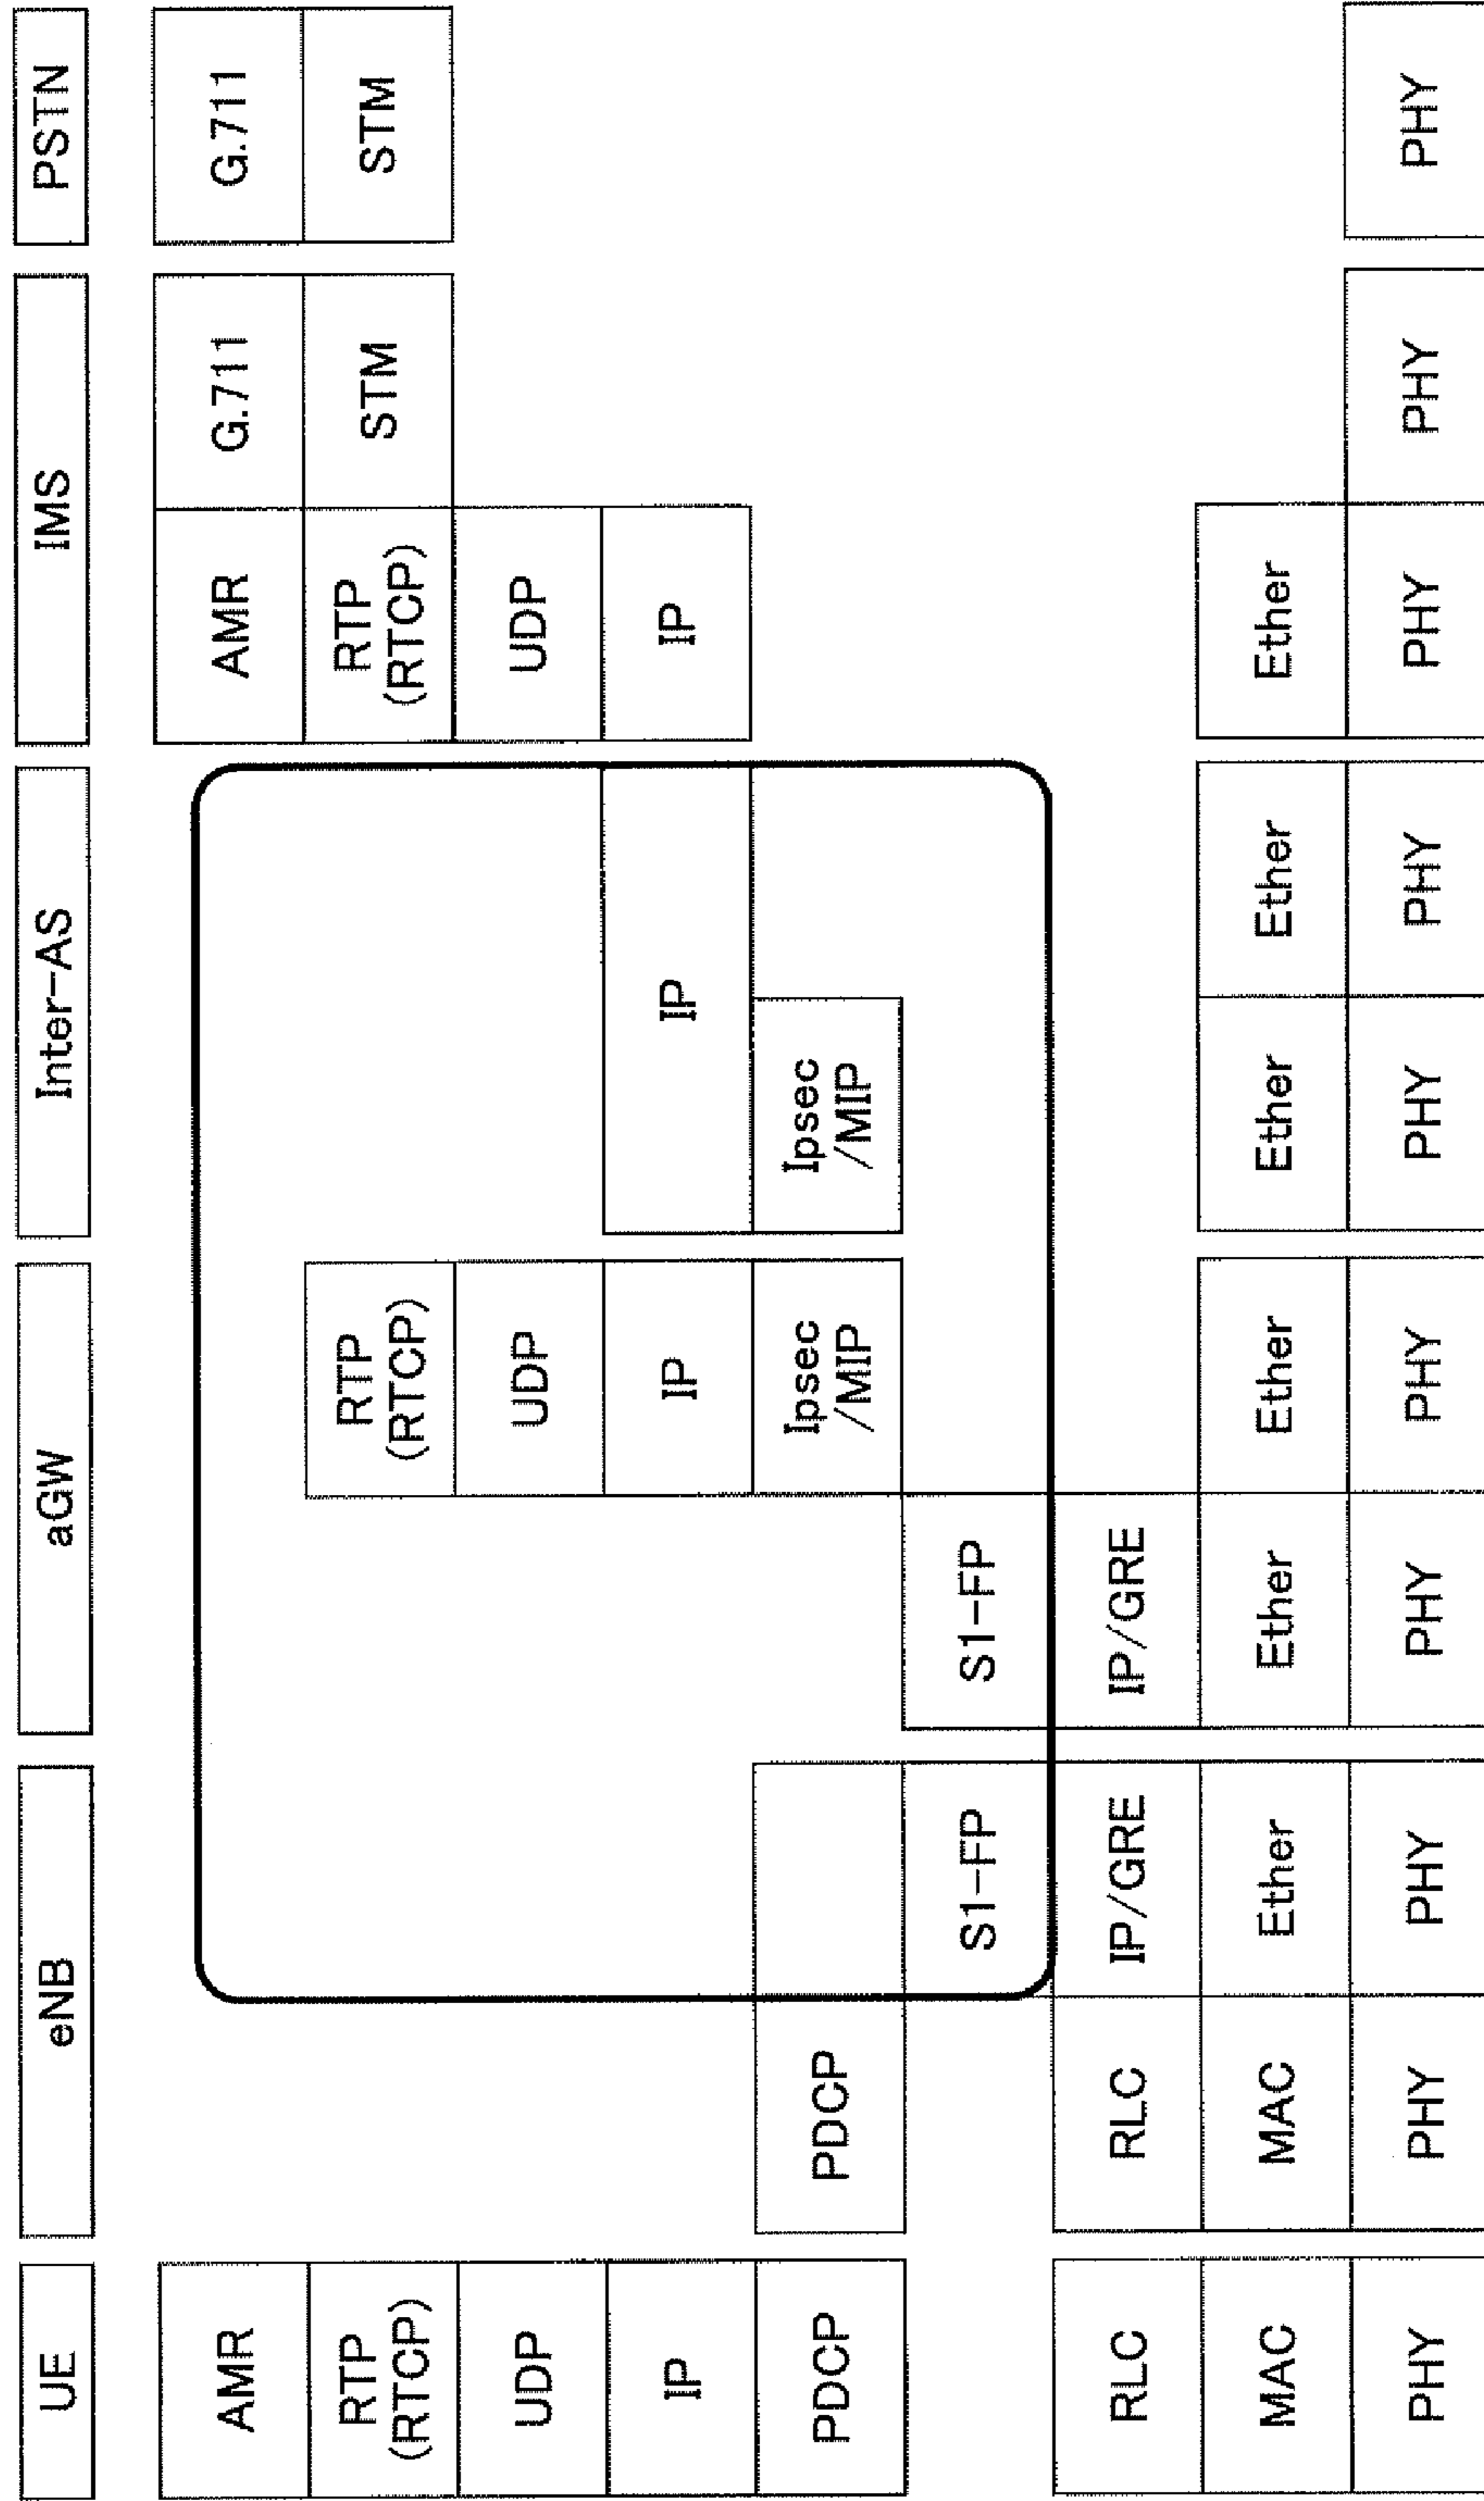 UE
eNB
aGW
Inter-AS
IMS
PSTN
AMR
AMR
G.711
G.711
RTP
(RTCP)
RTP
(RTCP)
RTP
(RTCP)
STM
STM
UDP
UDP
UDP
IP
IP
IP
IP
PDCP
PDCP
Ipsec
/MIP
Ipsec
/MIP
S1-FP
S1-FP
RLC
RLC
IP/GRE
IP/GRE
MAC
MAC
Ether
Ether
Ether
Ether
Ether
Ether
PHY
PHY
PHY
PHY
PHY
PHY
PHY
PHY
PHY
PHY